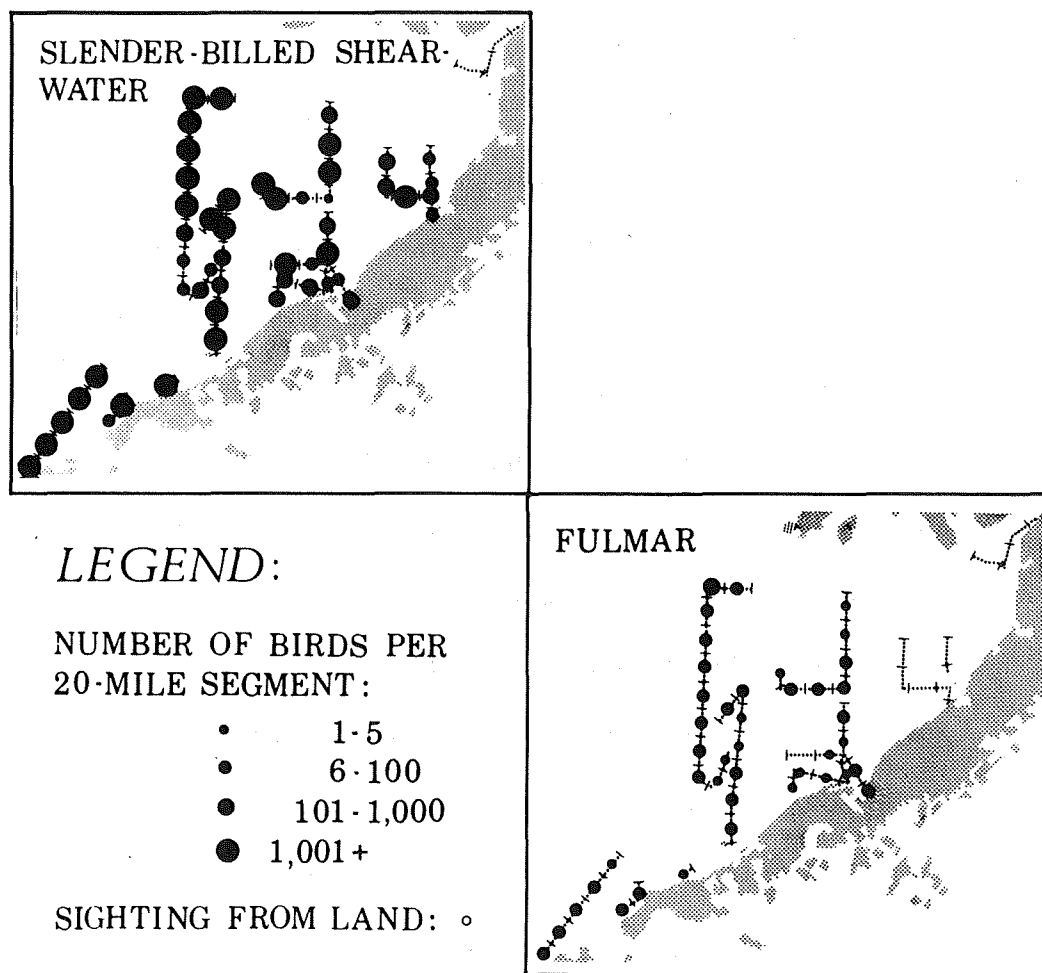 SLENDER-BILLED SHEAR-
WATER
LEGEND:
NUMBER OF BIRDS PER
20-MILE SEGMENT:
1-5
6-100
101-1,000
1,001+
SIGHTING FROM LAND:
FULMAR